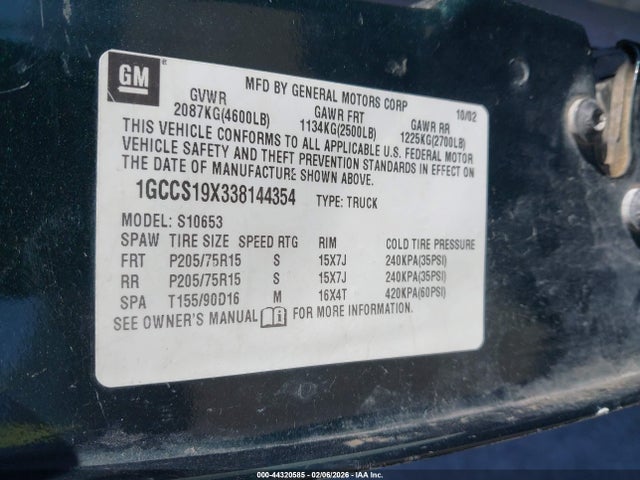 GM ®
MFD BY GENERAL MOTORS CORP
10/02
GVWR GAWR FRT GAWR RR
2087KG(4600LB) 1134KG(2500LB) 1225KG(2700LB)
THIS VEHICLE CONFORMS TO ALL APPLICABLE U.S. FEDERAL MOTOR
VEHICLE SAFETY AND THEFT PREVENTION STANDARDS IN EFFECT ON
THE DATE OF MANUFACTURE SHOWN ABOVE.
1GCCS19X338144354 TYPE: TRUCK
MODEL: S10653
SPAW TIRE SIZE SPEED RTG RIM COLD TIRE PRESSURE
FRT P205/75R15 S 15X7J 240KPA(35PSI)
RR P205/75R15 S 15X7J 240KPA(35PSI)
SPA T155/90D16 M 16X4T 420KPA(60PSI)
SEE OWNER'S MANUAL FOR MORE INFORMATION.
000-44320585 - 02/06/2026 - IAAI/DM